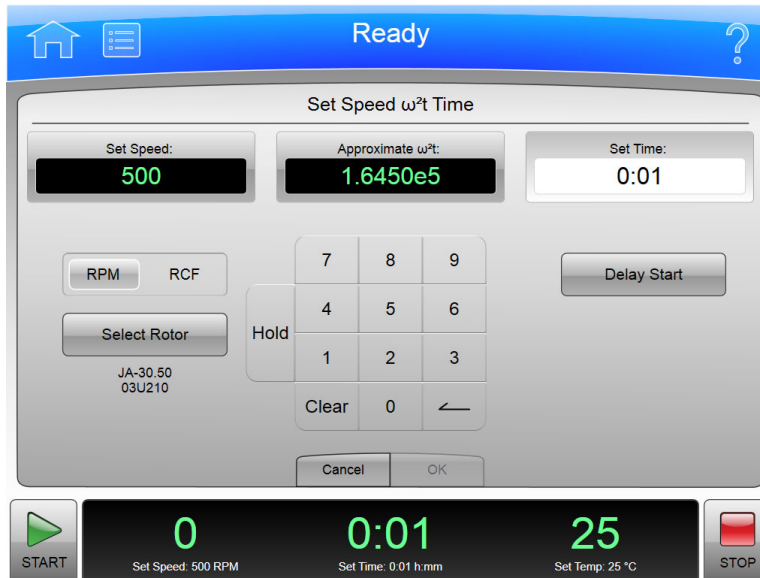 Ready
?
Set Speed ω²t Time
Set Speed:
500
Approximate ω²t:
1.6450e5
Set Time:
0:01
RPM
RCF
Select Rotor
JA-30.50
03U210
Hold
7 8 9
4 5 6
1 2 3
Clear 0
Delay Start
Cancel
OK
START
0
Set Speed: 500 RPM
0:01
Set Time: 0:01 h:mm
25
Set Temp: 25 °C
STOP